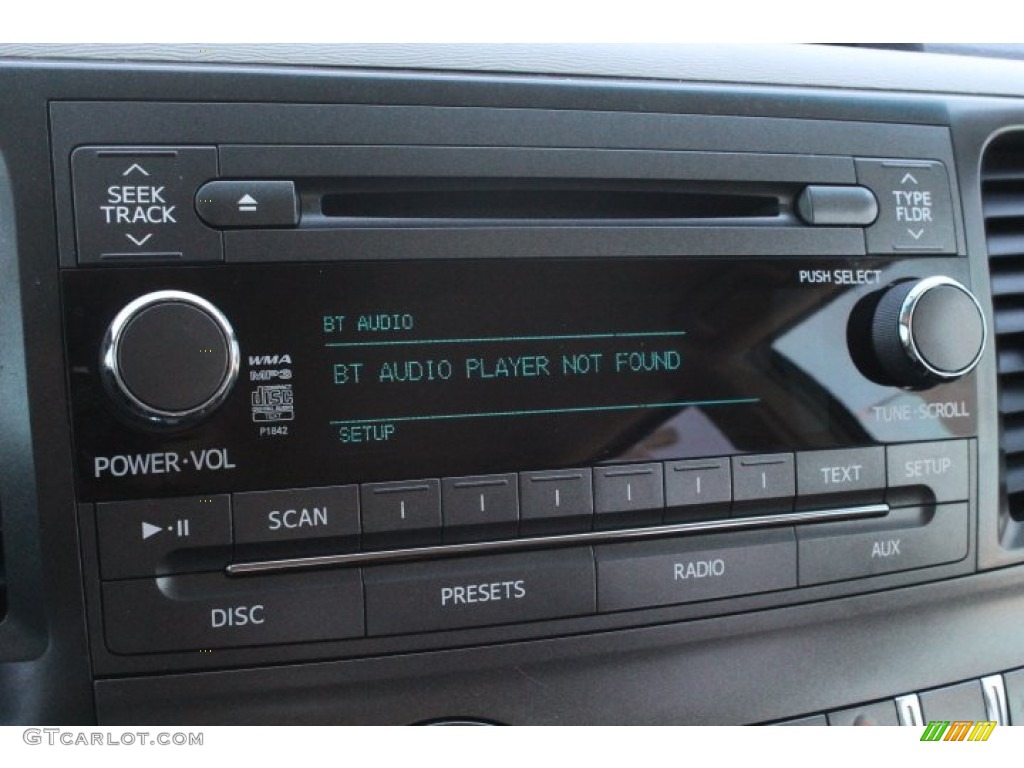 SEEK
TRACK
TYPE
FLDR
PUSH SELECT
BT AUDIO
BT AUDIO PLAYER NOT FOUND
SETUP
WMA
MP3
disc
P1842
POWER·VOL
TUNE·SCROLL
SCAN
TEXT
SETUP
DISC
PRESETS
RADIO
AUX
GTCARLOT.COM